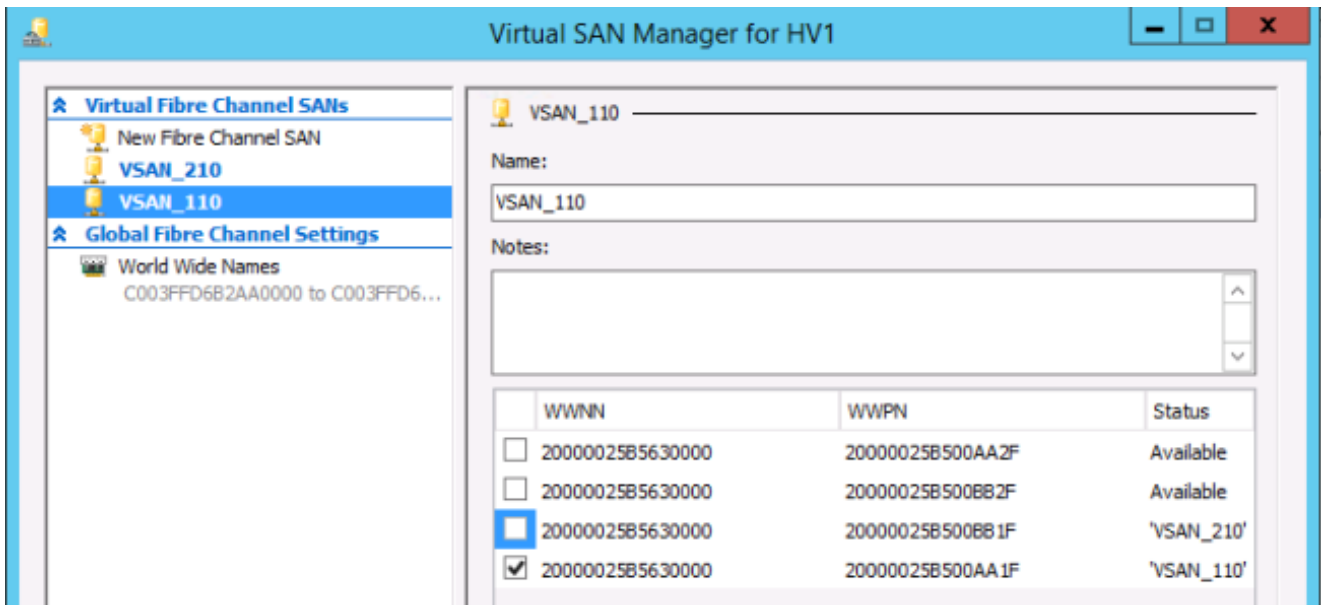 Virtual SAN Manager for HV1
Virtual Fibre Channel SANs
New Fibre Channel SAN
VSAN_210
VSAN_110
Global Fibre Channel Settings
World Wide Names
C003FFD6B2AA0000 to C003FFD6...
VSAN_110
Name:
VSAN_110
Notes:
WWNN WWPN Status
20000025B5630000 20000025B500AA2F Available
20000025B5630000 20000025B500BB2F Available
20000025B5630000 20000025B500BB1F 'VSAN_210'
20000025B5630000 20000025B500AA1F 'VSAN_110'